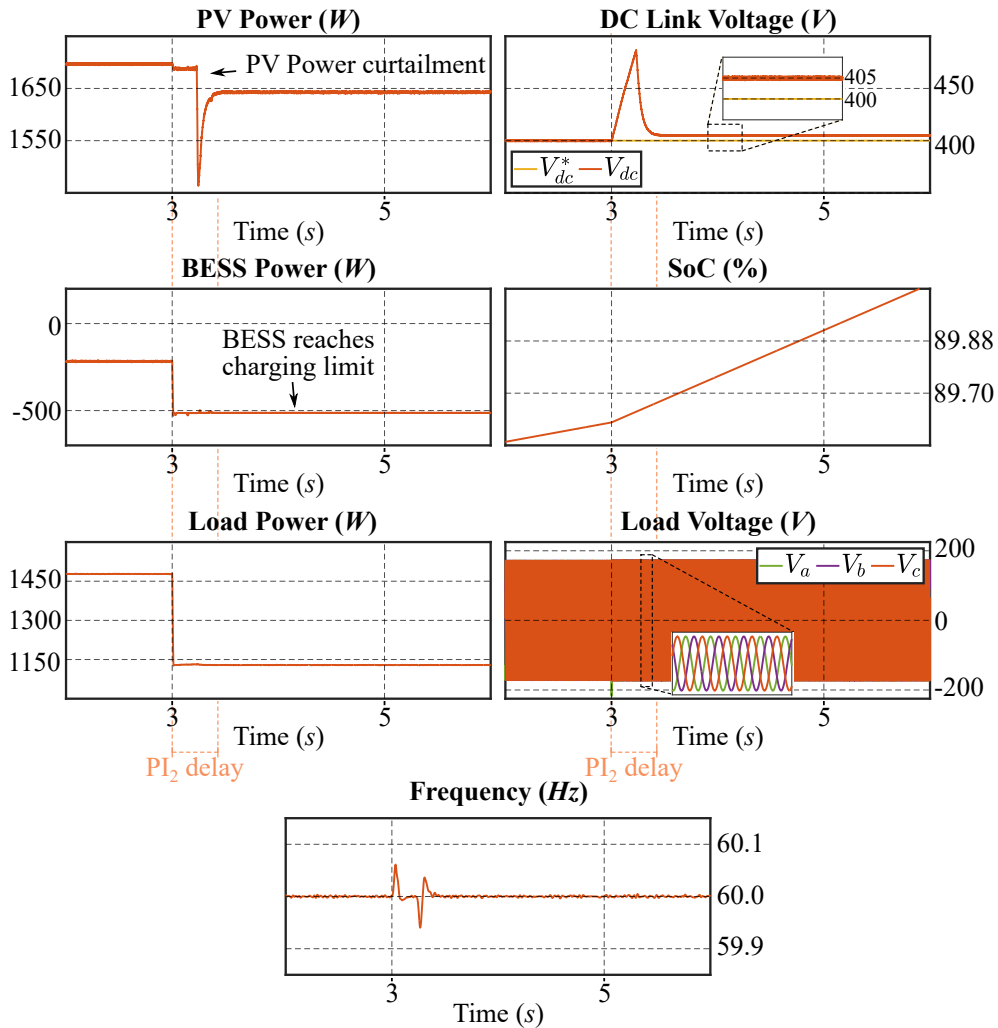 PV Power (W)
1650
1550
PV Power curtailment
3
5
Time (s)
DC Link Voltage (V)
450
400
405
400
V*dc
Vdc
3
5
Time (s)
BESS Power (W)
0
-500
BESS reaches
charging limit
3
5
Time (s)
SoC (%)
89.88
89.70
3
5
Time (s)
Load Power (W)
1450
1300
1150
3
5
Time (s)
PI2 delay
Load Voltage (V)
200
0
-200
Va
Vb
Vc
3
5
Time (s)
PI2 delay
Frequency (Hz)
60.1
60.0
59.9
3
5
Time (s)